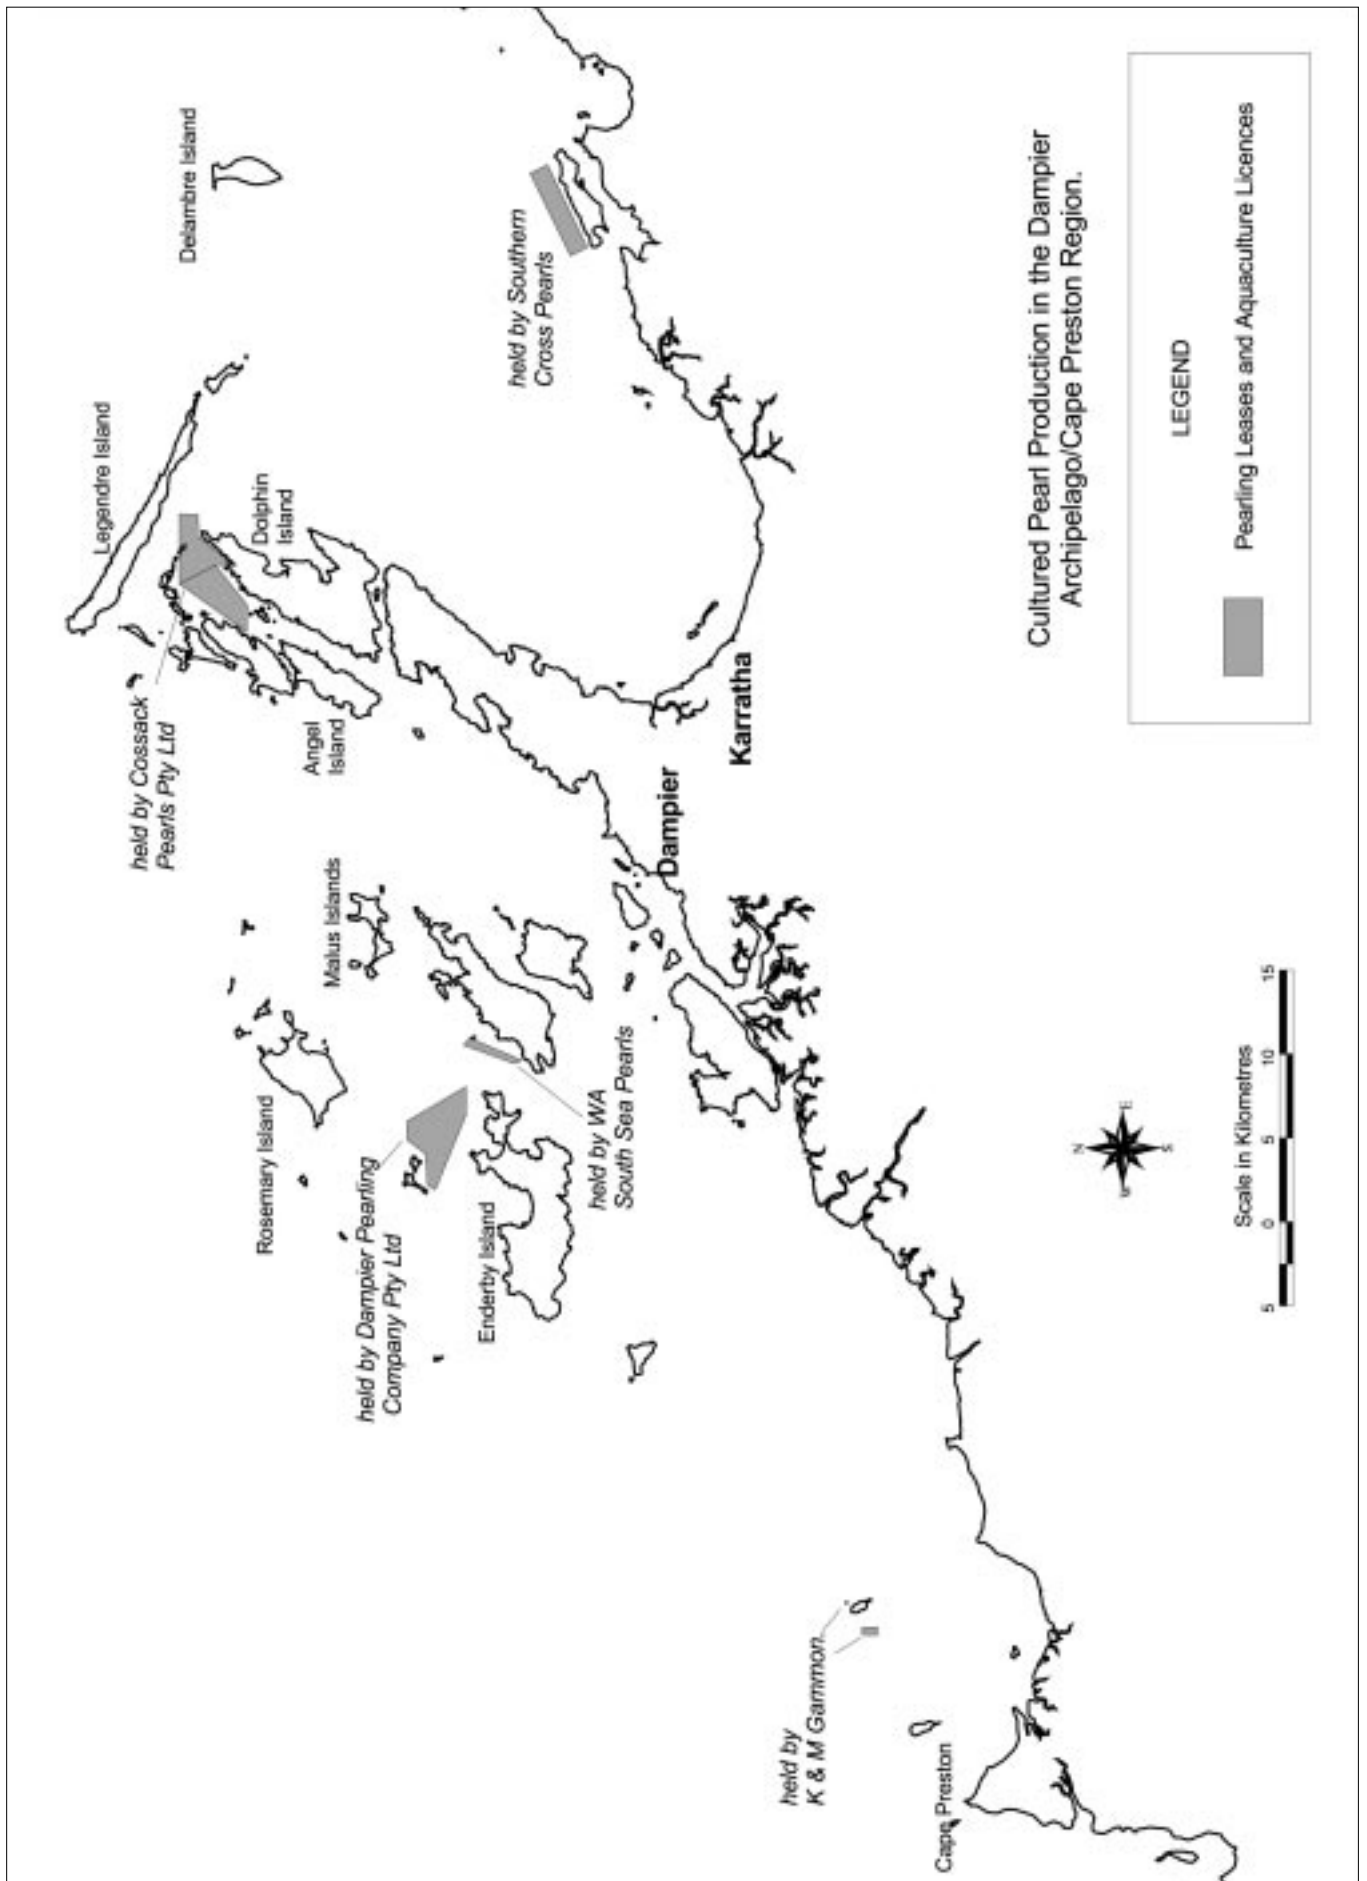 Delambre Island
Legendre Island
Dolphin
Island
held by Cossack
Pearls Pty Ltd
Angel
Island
held by Southern
Cross Pearls
Malus Islands
Rosemary Island
held by Dampier Pearling
Company Pty Ltd
Enderby Island
held by WA
South Sea Pearls
Dampier
Karratha
held by
K & M Gammon
Cape Preston
Cultured Pearl Production in the Dampier
Archipelago/Cape Preston Region.
LEGEND
Pearling Leases and Aquaculture Licences
N
E
S
W
Scale in Kilometres
5 0 5 10 15